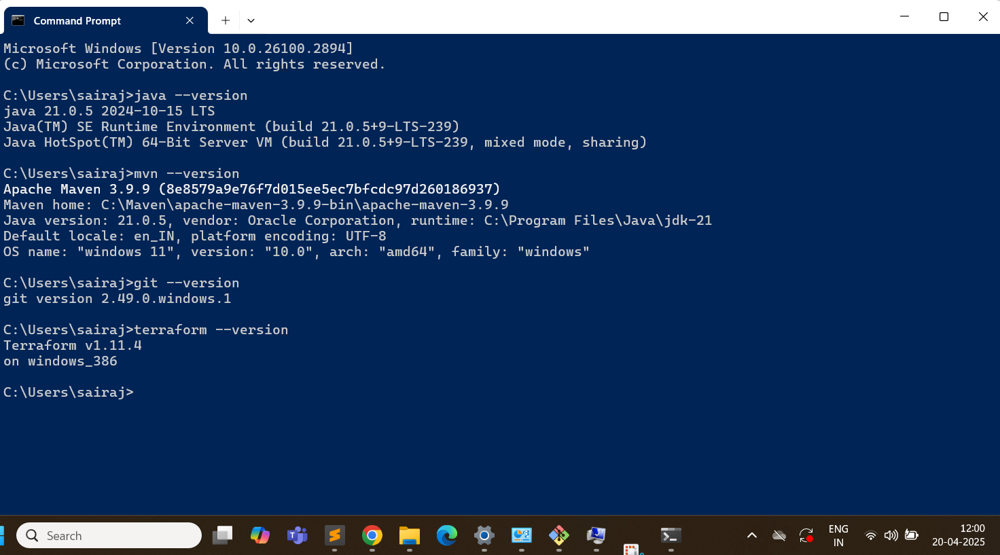 Command Prompt
Microsoft Windows [Version 10.0.26100.2894]
(c) Microsoft Corporation. All rights reserved.
C:\Users\sairaj>java --version
java 21.0.5 2024-10-15 LTS
Java(TM) SE Runtime Environment (build 21.0.5+9-LTS-239)
Java HotSpot(TM) 64-Bit Server VM (build 21.0.5+9-LTS-239, mixed mode, sharing)
C:\Users\sairaj>mvn --version
Apache Maven 3.9.9 (8e8579a9e76f7d015ee5ec7bfcdc97d260186937)
Maven home: C:\Maven\apache-maven-3.9.9-bin\apache-maven-3.9.9
Java version: 21.0.5, vendor: Oracle Corporation, runtime: C:\Program Files\Java\jdk-21
Default locale: en_IN, platform encoding: UTF-8
OS name: "windows 11", version: "10.0", arch: "amd64", family: "windows"
C:\Users\sairaj>git --version
git version 2.49.0.windows.1
C:\Users\sairaj>terraform --version
Terraform v1.11.4
on windows_386
C:\Users\sairaj>
Search
ENG
IN
12:00
20-04-2025